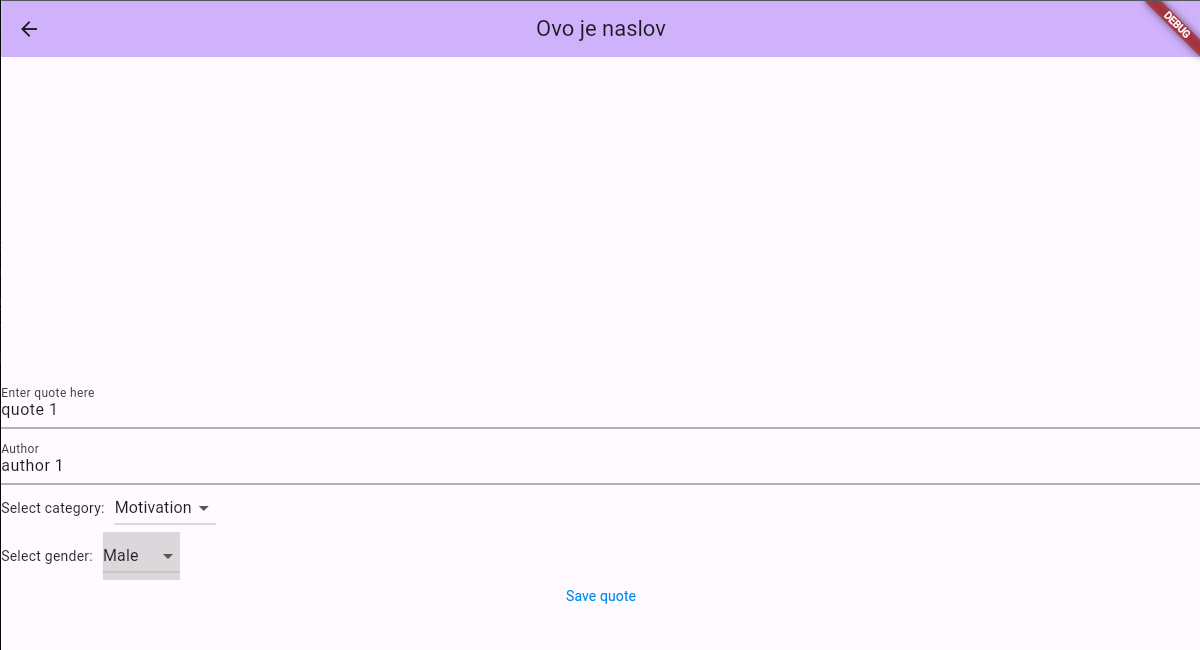 Ovo je naslov
DEBUG
Enter quote here
quote 1
Author
author 1
Select category: Motivation
Select gender: Male
Save quote